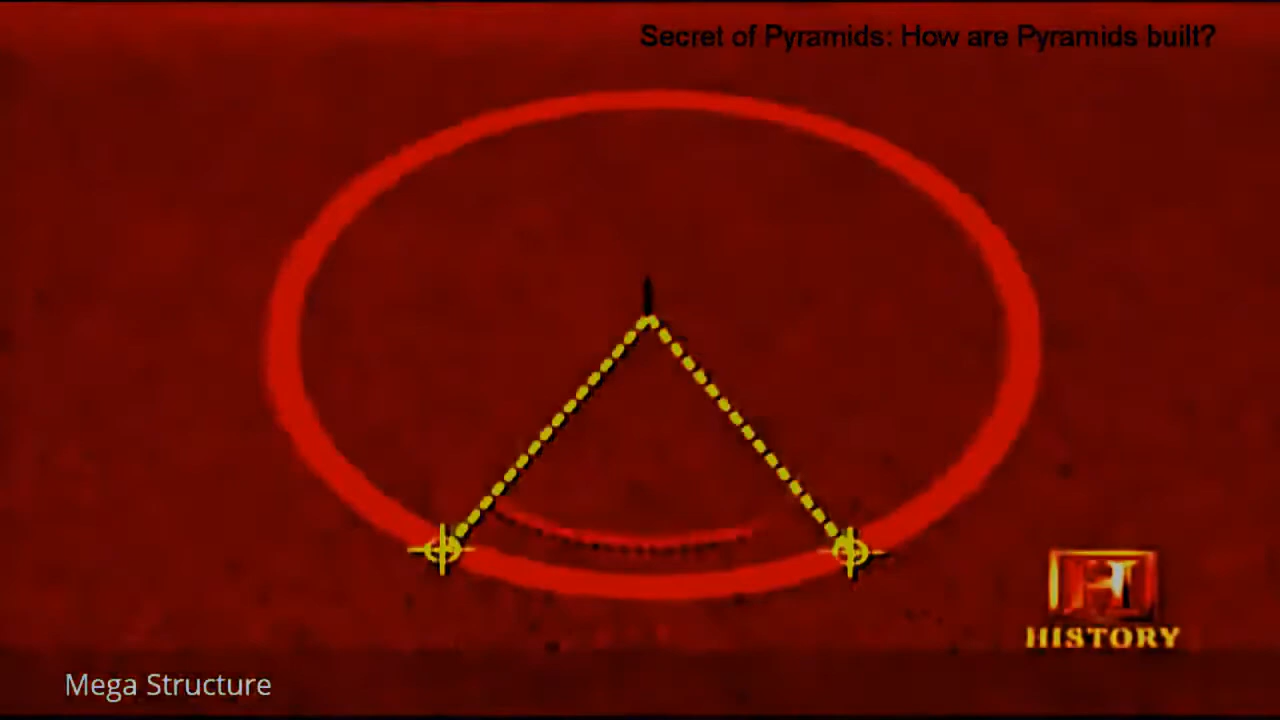 Secret of Pyramids: How are Pyramids built?
H
HISTORY
Mega Structure